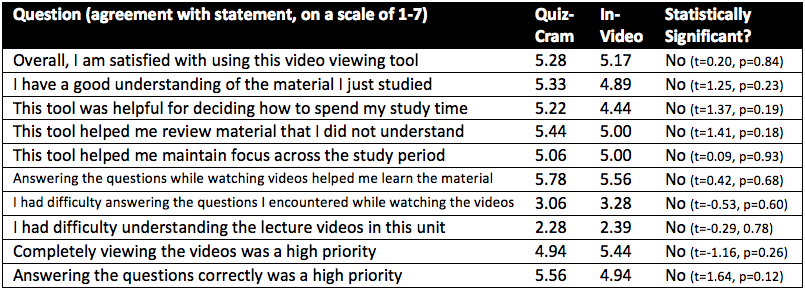 Question (agreement with statement, on a scale of 1-7) Quiz-Cram In-Video Statistically Significant?
Overall, I am satisfied with using this video viewing tool 5.28 5.17 No (t=0.20, p=0.84)
I have a good understanding of the material I just studied 5.33 4.89 No (t=1.25, p=0.23)
This tool was helpful for deciding how to spend my study time 5.22 4.44 No (t=1.37, p=0.19)
This tool helped me review material that I did not understand 5.44 5.00 No (t=1.41, p=0.18)
This tool helped me maintain focus across the study period 5.06 5.00 No (t=0.09, p=0.93)
Answering the questions while watching videos helped me learn the material 5.78 5.56 No (t=0.42, p=0.68)
I had difficulty answering the questions I encountered while watching the videos 3.06 3.28 No (t=-0.53, p=0.60)
I had difficulty understanding the lecture videos in this unit 2.28 2.39 No (t=-0.29, 0.78)
Completely viewing the videos was a high priority 4.94 5.44 No (t=-1.16, p=0.26)
Answering the questions correctly was a high priority 5.56 4.94 No (t=1.64, p=0.12)